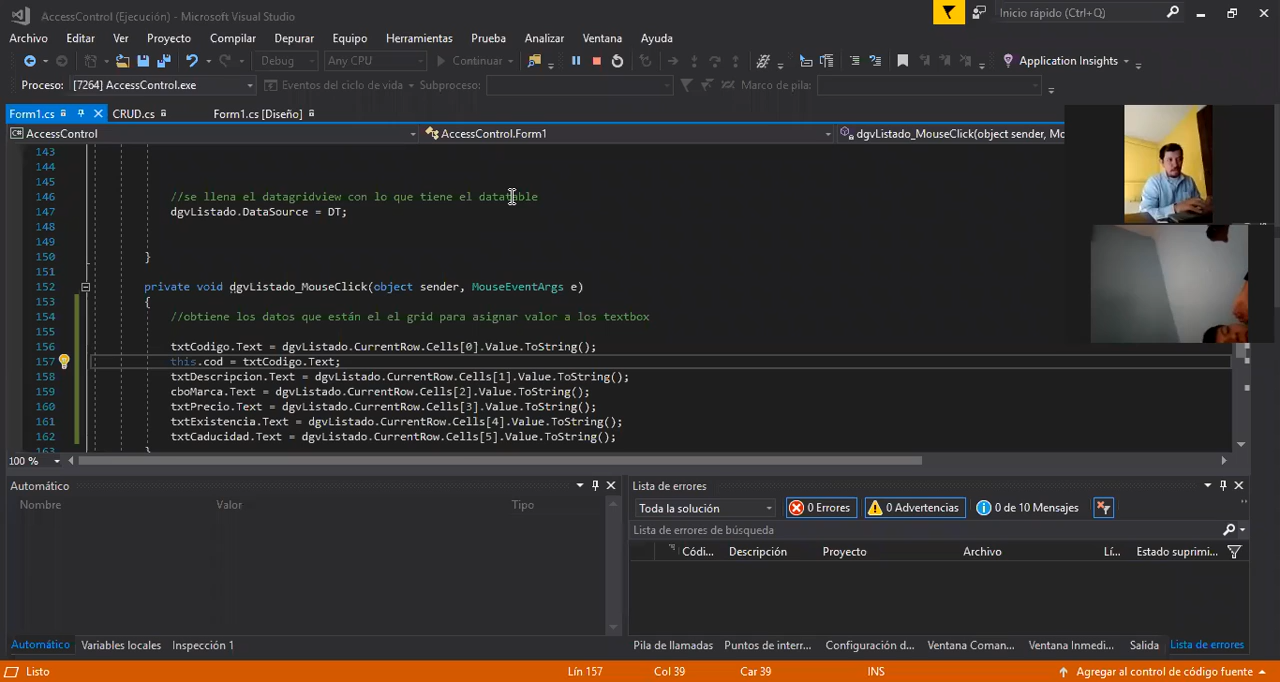 AccessControl (Ejecución) - Microsoft Visual Studio
Inicio rápido (Ctrl+Q)
Archivo Editar Ver Proyecto Compilar Depurar Equipo Herramientas Prueba Analizar Ventana Ayuda
Debug Any CPU Continuar Application Insights
Proceso: [7264] AccessControl.exe Eventos del ciclo de vida Subproceso: Marco de pila:
Form1.cs CRUD.cs Form1.cs [Diseño]
AccessControl AccessControl.Form1 dgvListado_MouseClick(object sender, Mo
143
144
145
146 //se llena el datagridview con lo que tiene el datatable
147 dgvListado.DataSource = DT;
148
149
150 }
151
152 private void dgvListado_MouseClick(object sender, MouseEventArgs e)
153 {
154 //obtiene los datos que están el el grid para asignar valor a los textbox
155
156 txtCodigo.Text = dgvListado.CurrentRow.Cells[0].Value.ToString();
157 this.cod = txtCodigo.Text;
158 txtDescripcion.Text = dgvListado.CurrentRow.Cells[1].Value.ToString();
159 cboMarca.Text = dgvListado.CurrentRow.Cells[2].Value.ToString();
160 txtPrecio.Text = dgvListado.CurrentRow.Cells[3].Value.ToString();
161 txtExistencia.Text = dgvListado.CurrentRow.Cells[4].Value.ToString();
162 txtCaducidad.Text = dgvListado.CurrentRow.Cells[5].Value.ToString();
163 }
100 %
Automático
Nombre Valor Tipo
Lista de errores
Toda la solución 0 Errores 0 Advertencias 0 de 10 Mensajes
Lista de errores de búsqueda
Códi... Descripción Proyecto Archivo Lí... Estado suprimi...
Automático Variables locales Inspección 1
Pila de llamadas Puntos de interr... Configuración d... Ventana Coman... Ventana Inmedi... Salida Lista de errores
Listo Lín 157 Col 39 Car 39 INS Agregar al control de código fuente